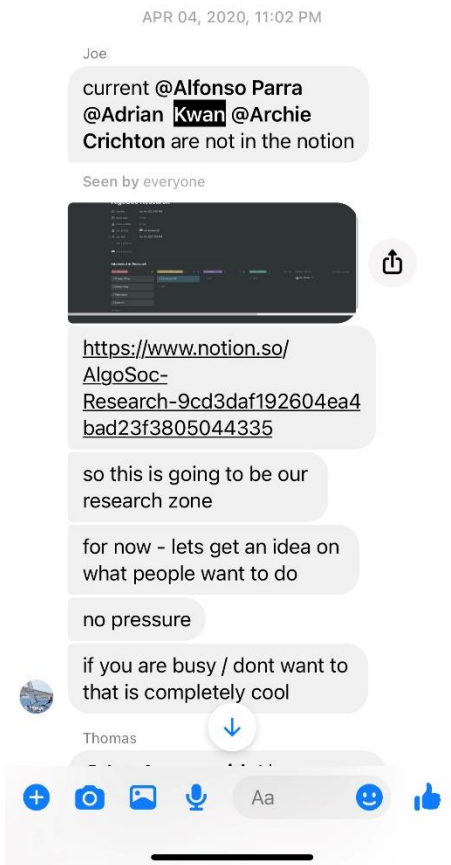 APR 04, 2020, 11:02 PM
Joe
current @Alfonso Parra
@Adrian Kwan @Archie
Crichton are not in the notion
Seen by everyone
https://www.notion.so/
AlgoSoc-
Research-9cd3daf192604ea4
bad23f3805044335
so this is going to be our
research zone
for now - lets get an idea on
what people want to do
no pressure
if you are busy / dont want to
that is completely cool
Thomas
Aa